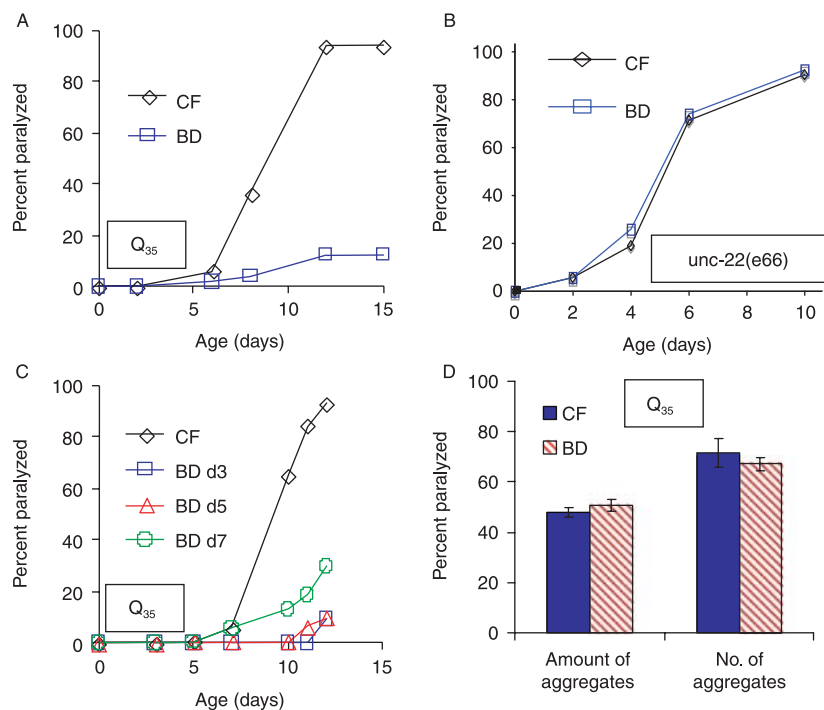 A
Percent paralyzed
100
80
60
40
20
0
CF
BD
Q35
0
5
10
15
Age (days)
B
Percent paralyzed
100
80
60
40
20
0
CF
BD
unc-22(e66)
0
2
4
6
8
10
Age (days)
C
Percent paralyzed
100
80
60
40
20
0
CF
BD d3
BD d5
BD d7
Q35
0
5
10
15
Age (days)
D
Percent paralyzed
100
80
60
40
20
0
Q35
CF
BD
Amount of
aggregates
No. of
aggregates